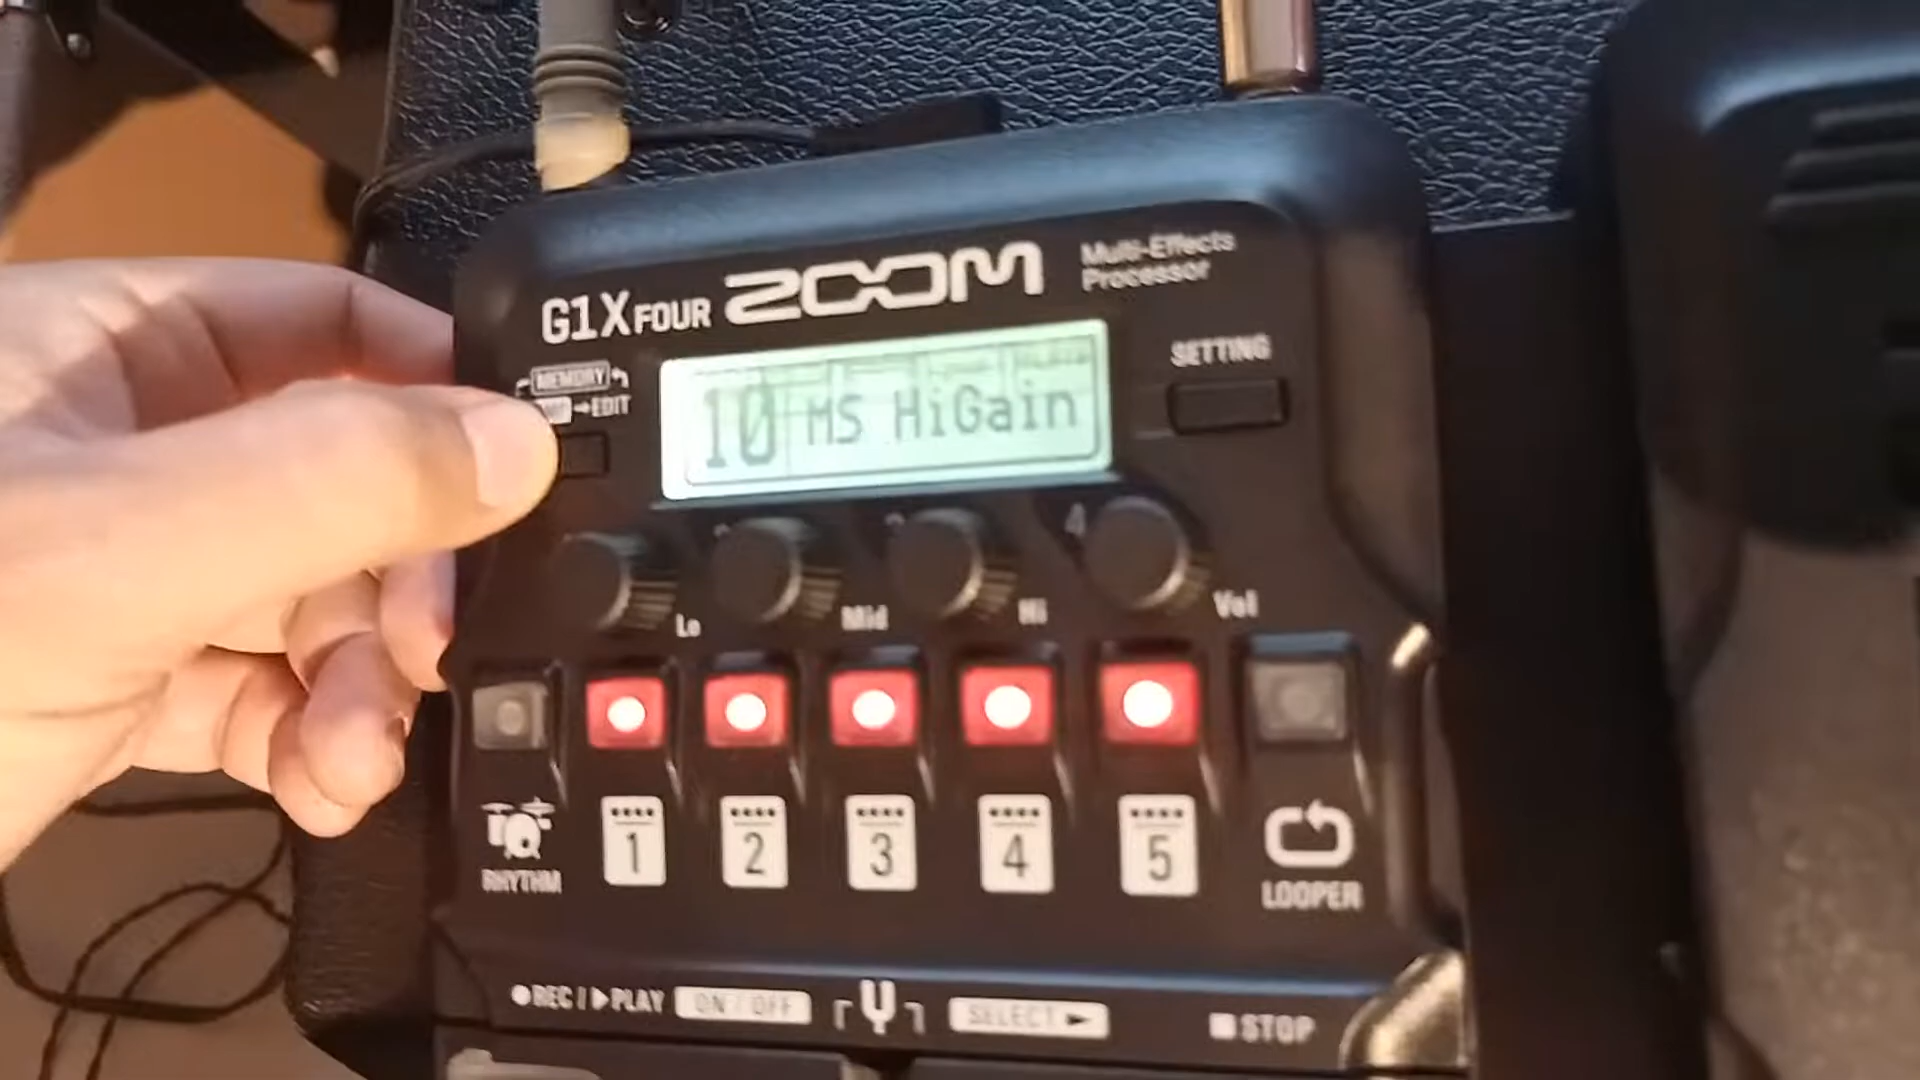 G1X FOUR ZOOM Multi-Effects Processor
MEMORY
→EDIT
SETTING
10 MS HiGain
4
Lo Mid Hi Vol
RHYTHM 1 2 3 4 5 LOOPER
REC / PLAY ON / OFF SELECT STOP